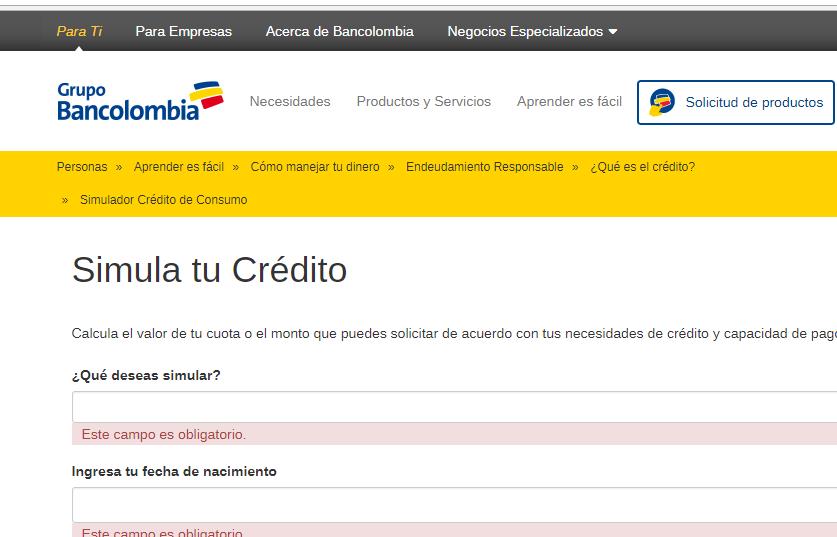 Para Ti Para Empresas Acerca de Bancolombia Negocios Especializados
Grupo
Bancolombia Necesidades Productos y Servicios Aprender es fácil Solicitud de productos
Personas » Aprender es fácil » Cómo manejar tu dinero » Endeudamiento Responsable » ¿Qué es el crédito?
» Simulador Crédito de Consumo
Simula tu Crédito
Calcula el valor de tu cuota o el monto que puedes solicitar de acuerdo con tus necesidades de crédito y capacidad de pago
¿Qué deseas simular?
Este campo es obligatorio.
Ingresa tu fecha de nacimiento
Este campo es obligatorio